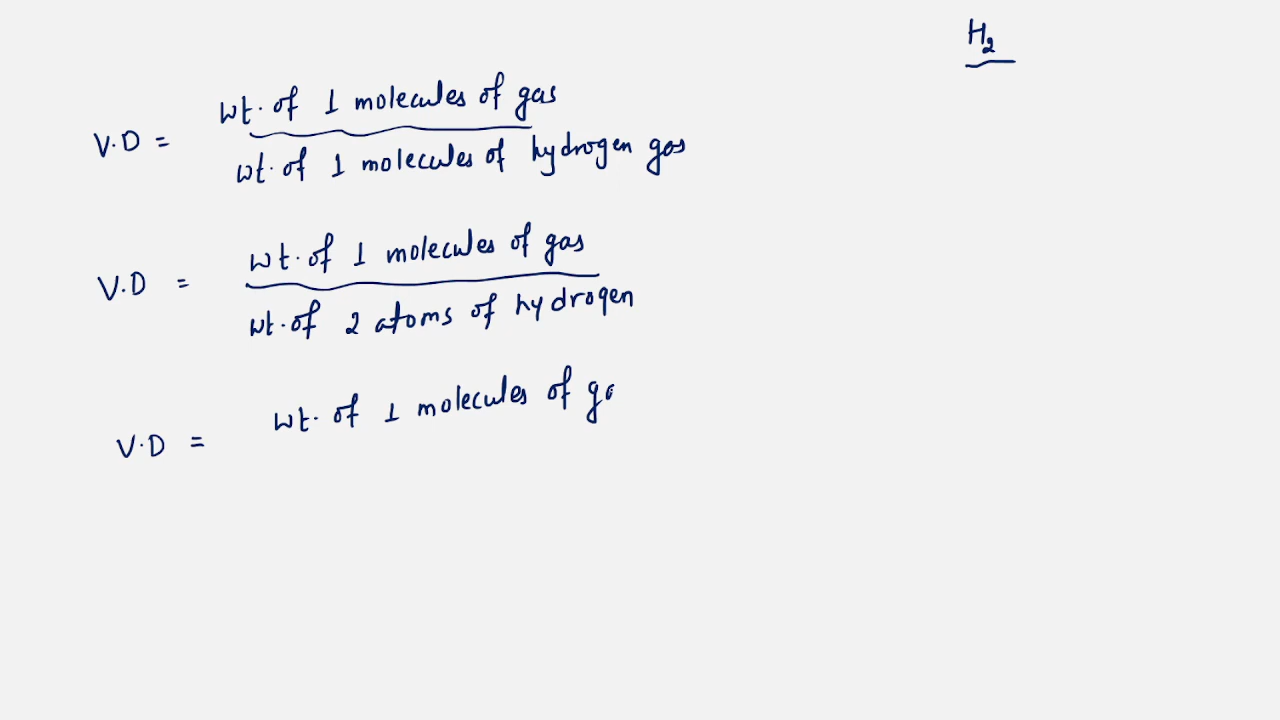 H₂
V.D = wt. of 1 molecules of gas
wt. of 1 molecules of hydrogen gas
V.D = wt. of 1 molecules of gas
wt. of 2 atoms of hydrogen
V.D = wt. of 1 molecules of ga